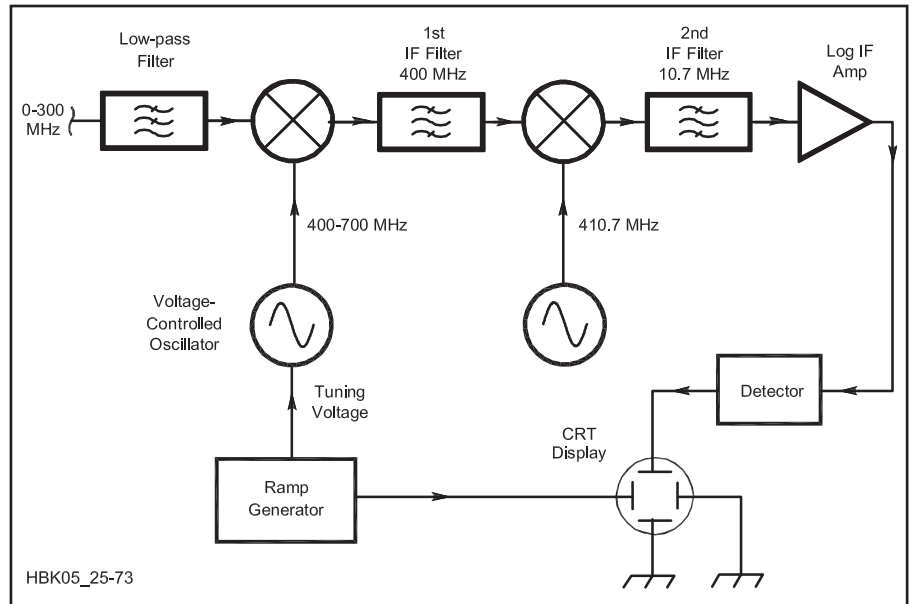 Low-pass
Filter
1st
IF Filter
400 MHz
2nd
IF Filter
10.7 MHz
Log IF
Amp
0-300
MHz
400-700 MHz
410.7 MHz
Voltage-
Controlled
Oscillator
Tuning
Voltage
Detector
CRT
Display
Ramp
Generator
HBK05_25-73